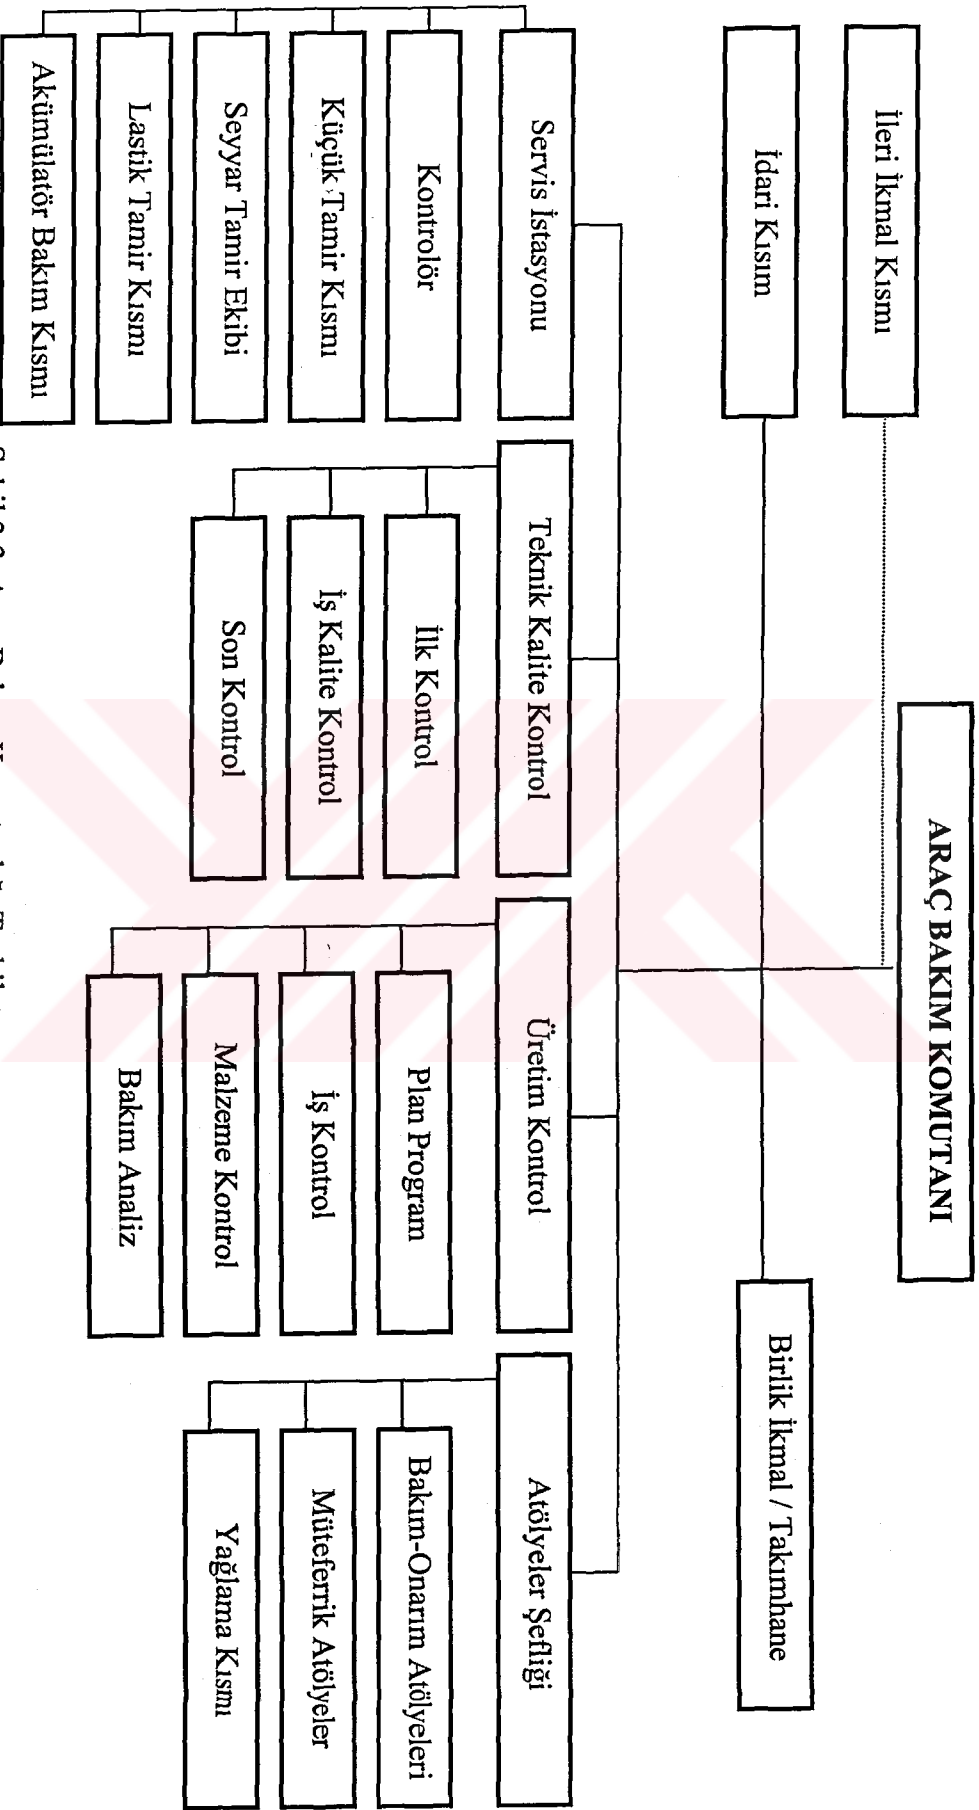 ARAÇ BAKIM KOMUTANI
İleri İkmal Kısmı
İdari Kısım
Birlik İkmal / Takımhane
Servis İstasyonu
Kontrolör
Küçük Tamir Kısmı
Seyyar Tamir Ekibi
Lastik Tamir Kısmı
Akümülatör Bakım Kısmı
Teknik Kalite Kontrol
İlk Kontrol
İş Kalite Kontrol
Son Kontrol
Üretim Kontrol
Plan Program
İş Kontrol
Malzeme Kontrol
Bakım Analiz
Atölyeler Şefliği
Bakım-Onarım Atölyeleri
Müteferrik Atölyeler
Yağlama Kısmı